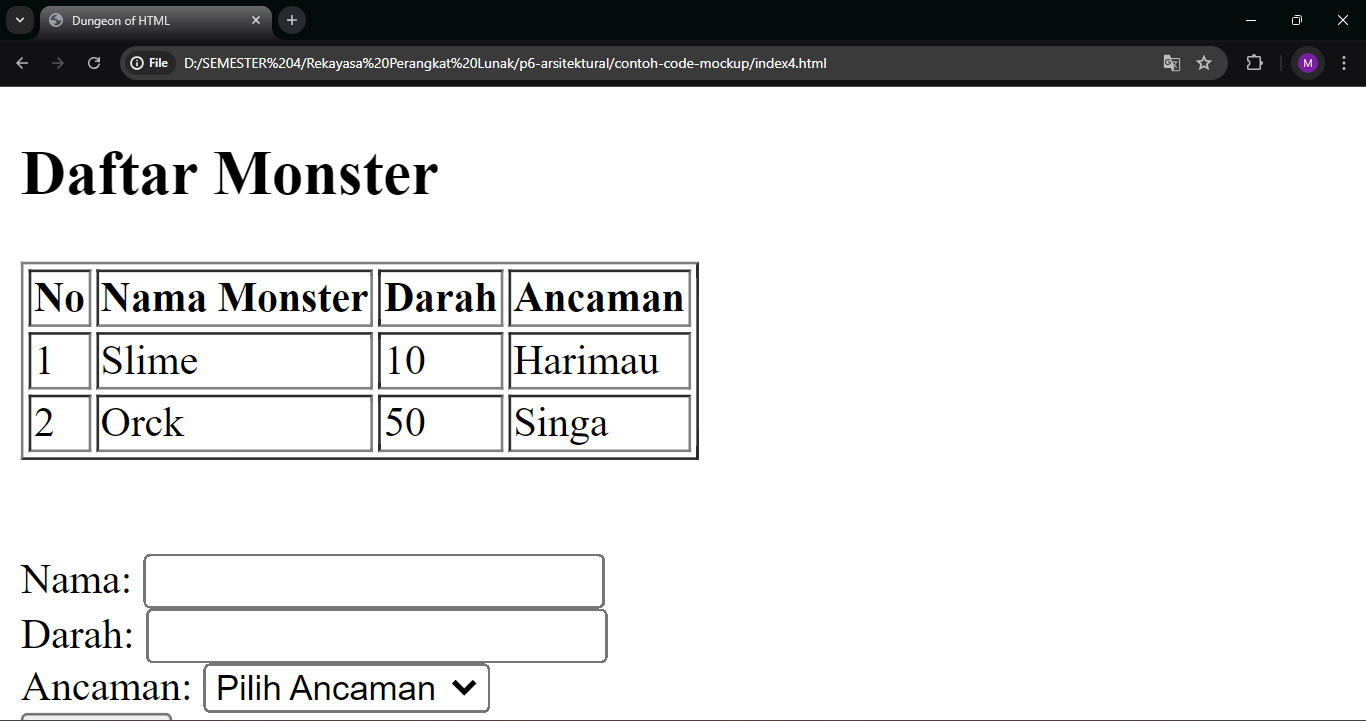 Dungeon of HTML
File D:/SEMESTER%204/Rekayasa%20Perangkat%20Lunak/p6-arsitektural/contoh-code-mockup/index4.html
M
Daftar Monster
No Nama Monster Darah Ancaman
1 Slime 10 Harimau
2 Orck 50 Singa
Nama:
Darah:
Ancaman: Pilih Ancaman